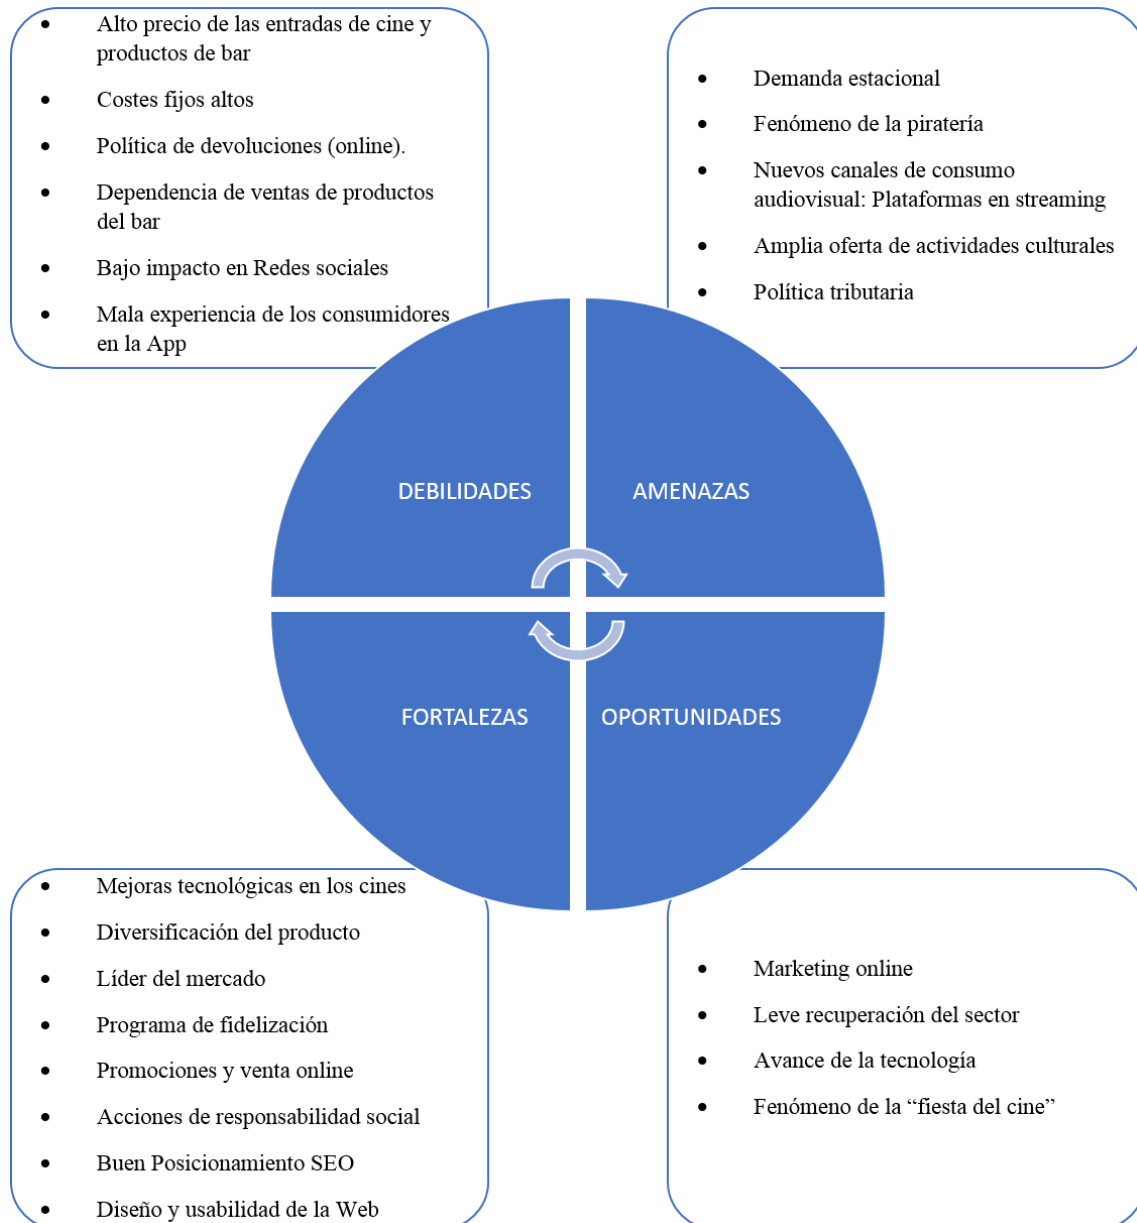 • Alto precio de las entradas de cine y
productos de bar
• Costes fijos altos
• Política de devoluciones (online).
• Dependencia de ventas de productos
del bar
• Bajo impacto en Redes sociales
• Mala experiencia de los consumidores
en la App
• Demanda estacional
• Fenómeno de la piratería
• Nuevos canales de consumo
audiovisual: Plataformas en streaming
• Amplia oferta de actividades culturales
• Política tributaria
DEBILIDADES
AMENAZAS
FORTALEZAS
OPORTUNIDADES
• Mejoras tecnológicas en los cines
• Diversificación del producto
• Líder del mercado
• Programa de fidelización
• Promociones y venta online
• Acciones de responsabilidad social
• Buen Posicionamiento SEO
• Diseño y usabilidad de la Web
• Marketing online
• Leve recuperación del sector
• Avance de la tecnología
• Fenómeno de la “fiesta del cine”